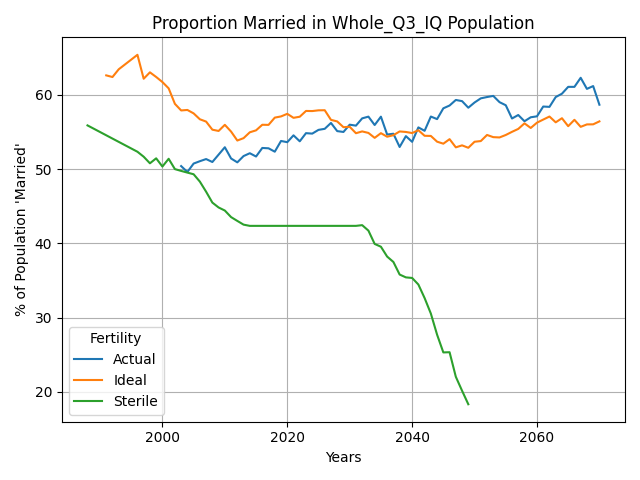 Proportion Married in Whole_Q3_IQ Population
% of Population 'Married'
60
50
40
30
20
Fertility
Actual
Ideal
Sterile
2000 2020 2040 2060
Years